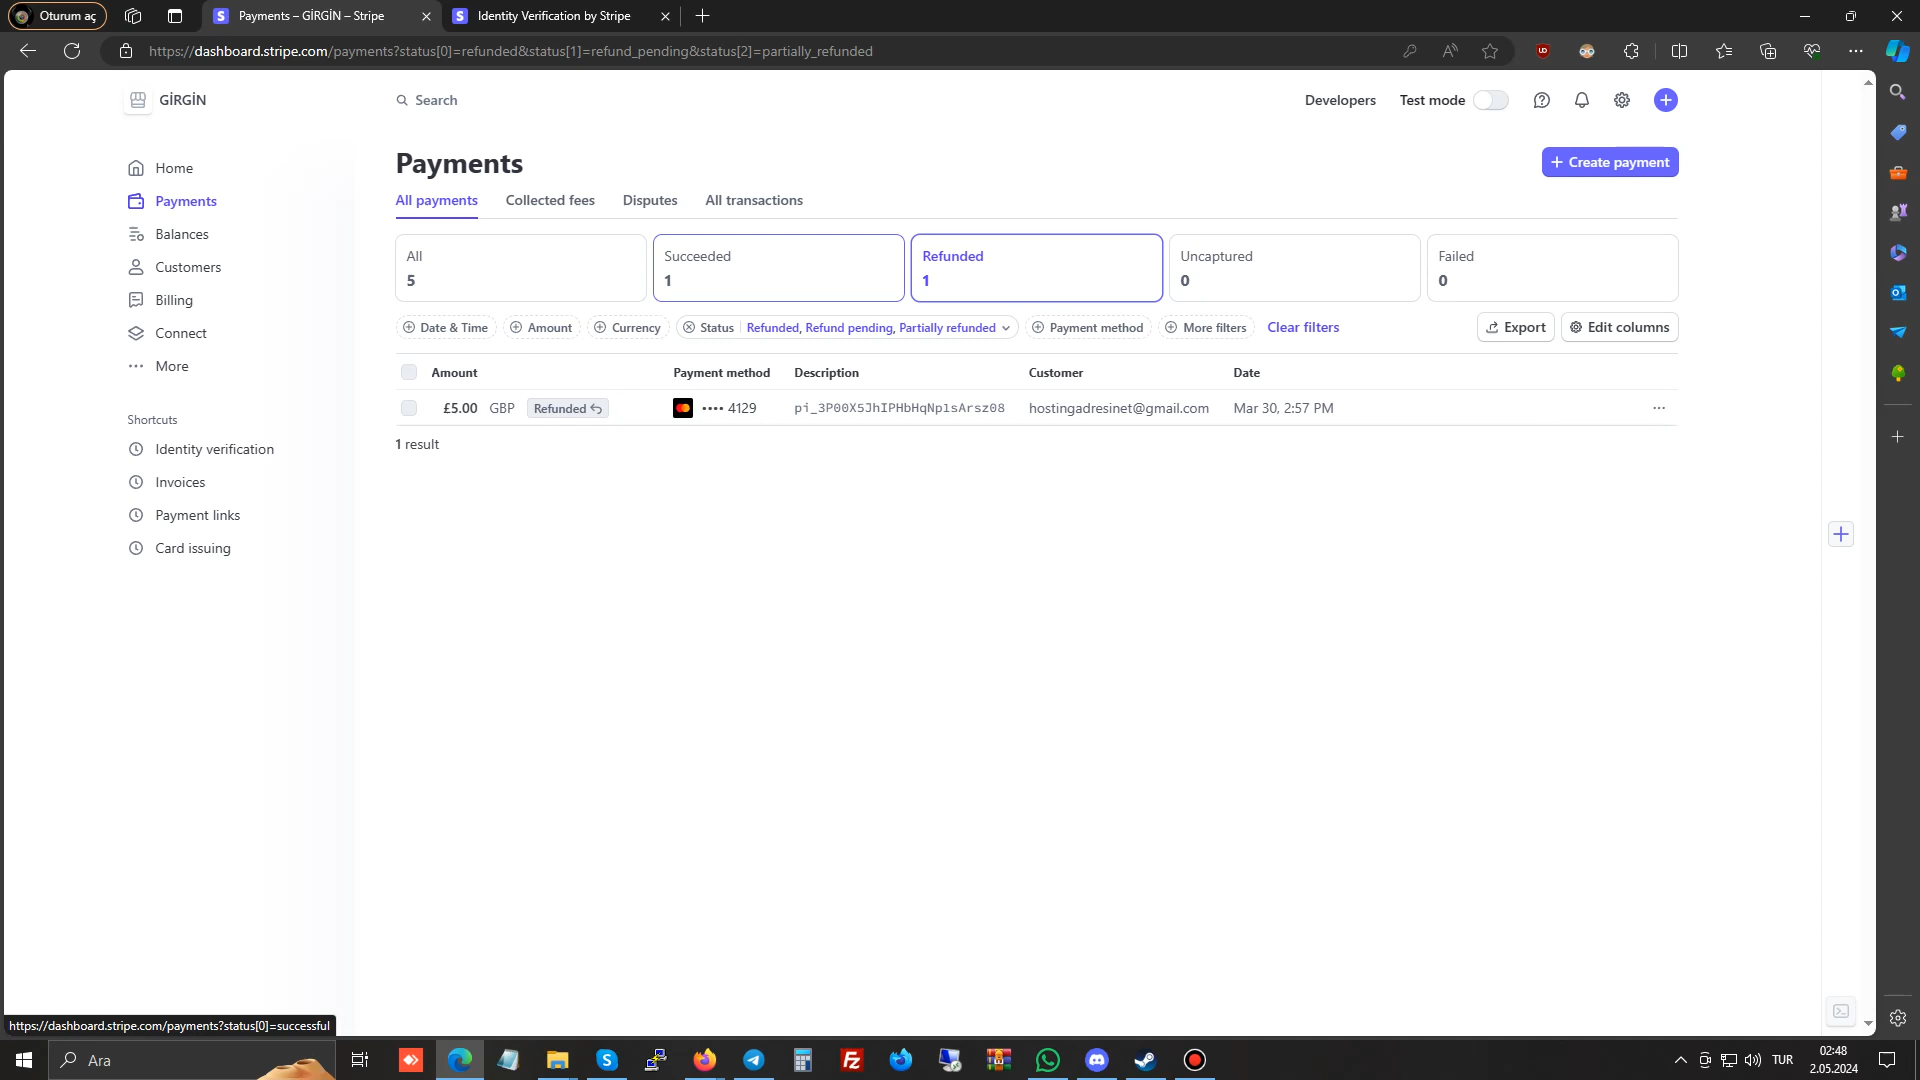 Oturum aç
Payments – GİRGİN – Stripe
Identity Verification by Stripe
https://dashboard.stripe.com/payments?status[0]=refunded&status[1]=refund_pending&status[2]=partially_refunded
GİRGİN
Search
Developers
Test mode
Home
Payments
Balances
Customers
Billing
Connect
More
Shortcuts
Identity verification
Invoices
Payment links
Card issuing
Payments
Create payment
All payments
Collected fees
Disputes
All transactions
All
5
Succeeded
1
Refunded
1
Uncaptured
0
Failed
0
Date & Time
Amount
Currency
Status | Refunded, Refund pending, Partially refunded
Payment method
More filters
Clear filters
Export
Edit columns
Amount Payment method Description Customer Date
£5.00 GBP Refunded •••• 4129 pi_3P00X5JhIPHbHqNp1sArsz08 hostingadresinet@gmail.com Mar 30, 2:57 PM
1 result
https://dashboard.stripe.com/payments?status[0]=successful
Ara
TUR
02:48
2.05.2024